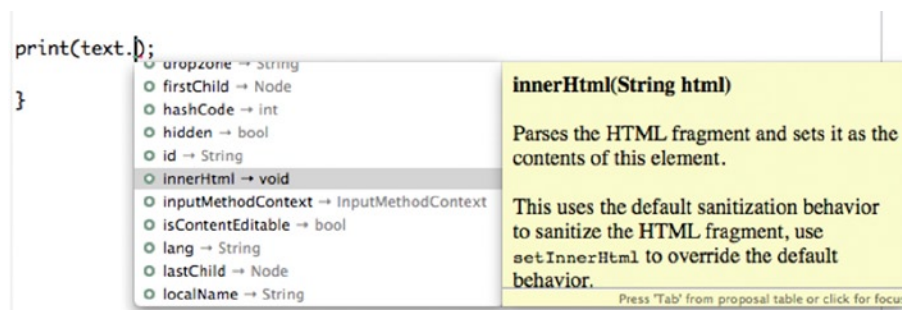 print(text.);
}
dropzone → String
firstChild → Node
hashCode → int
hidden → bool
id → String
innerHtml → void
inputMethodContext → InputMethodContext
isContentEditable → bool
lang → String
lastChild → Node
localName → String
innerHtml(String html)
Parses the HTML fragment and sets it as the
contents of this element.
This uses the default sanitization behavior
to sanitize the HTML fragment, use
setInnerHtml to override the default
behavior.
Press 'Tab' from proposal table or click for focus